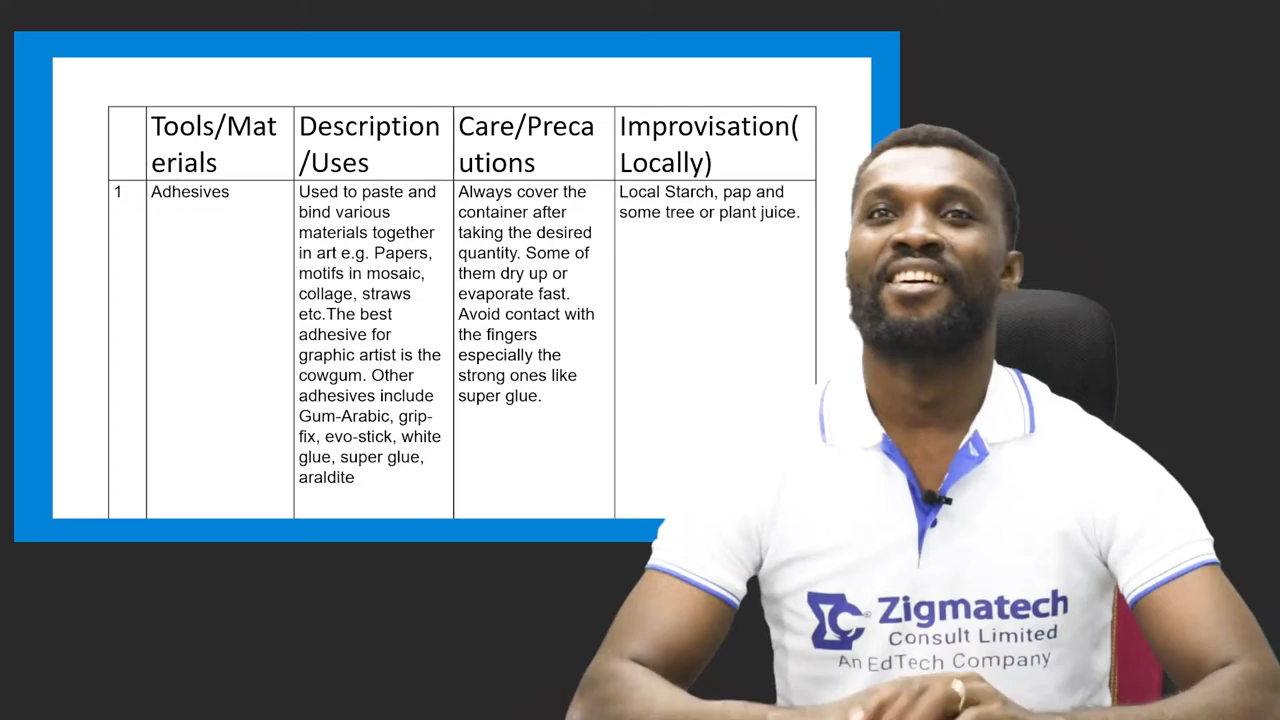 Tools/Mat
erials
Description
/Uses
Care/Preca
utions
Improvisation(
Locally)
1
Adhesives
Used to paste and
bind various
materials together
in art e.g. Papers,
motifs in mosaic,
collage, straws
etc.The best
adhesive for
graphic artist is the
cowgum. Other
adhesives include
Gum-Arabic, grip-
fix, evo-stick, white
glue, super glue,
araldite
Always cover the
container after
taking the desired
quantity. Some of
them dry up or
evaporate fast.
Avoid contact with
the fingers
especially the
strong ones like
super glue.
Local Starch, pap and
some tree or plant juice.
ΣC® Zigmatech
Consult Limited
An EdTech Company